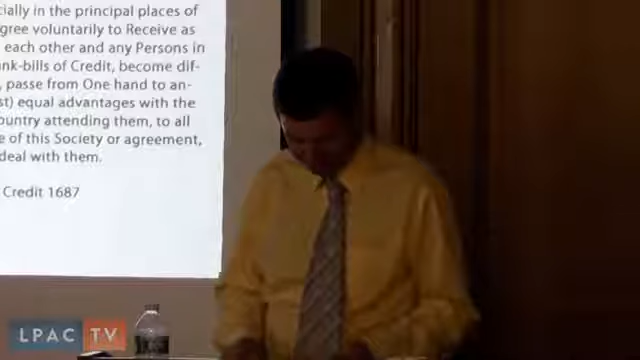 cially in the principal places of
gree voluntarily to Receive as
each other and any Persons in
nk-bills of Credit, become dif-
, passe from One hand to an-
st) equal advantages with the
ountry attending them, to all
e of this Society or agreement,
deal with them.
Credit 1687
LPAC TV